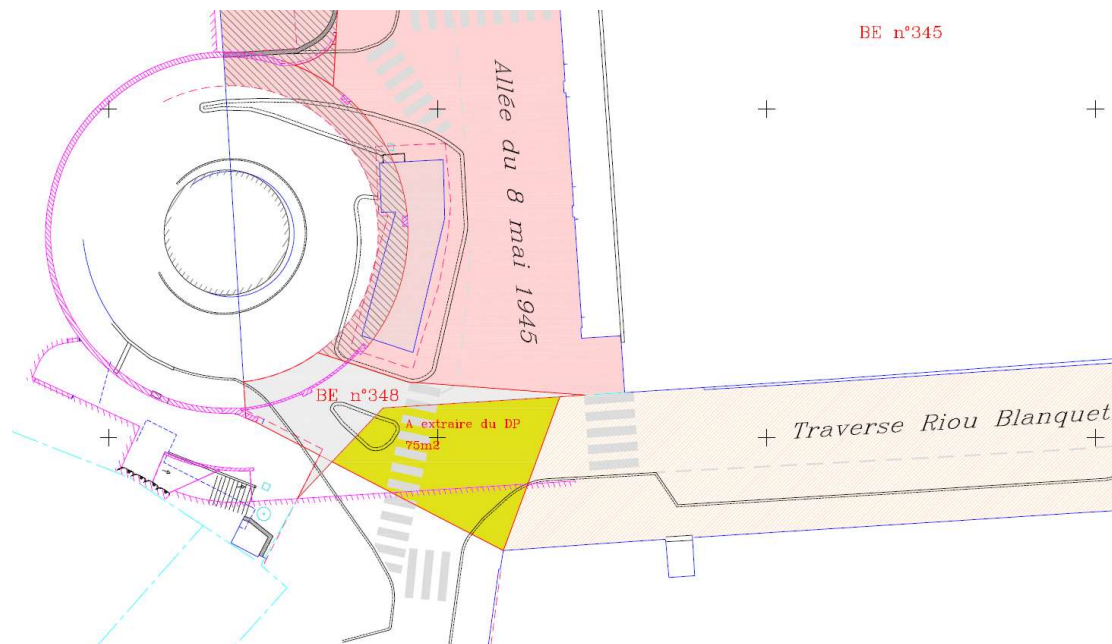 BE n°345
Allée du 8 mai 1945
BE n°348
A extraire du DP
75m2
Traverse Riou Blanquet